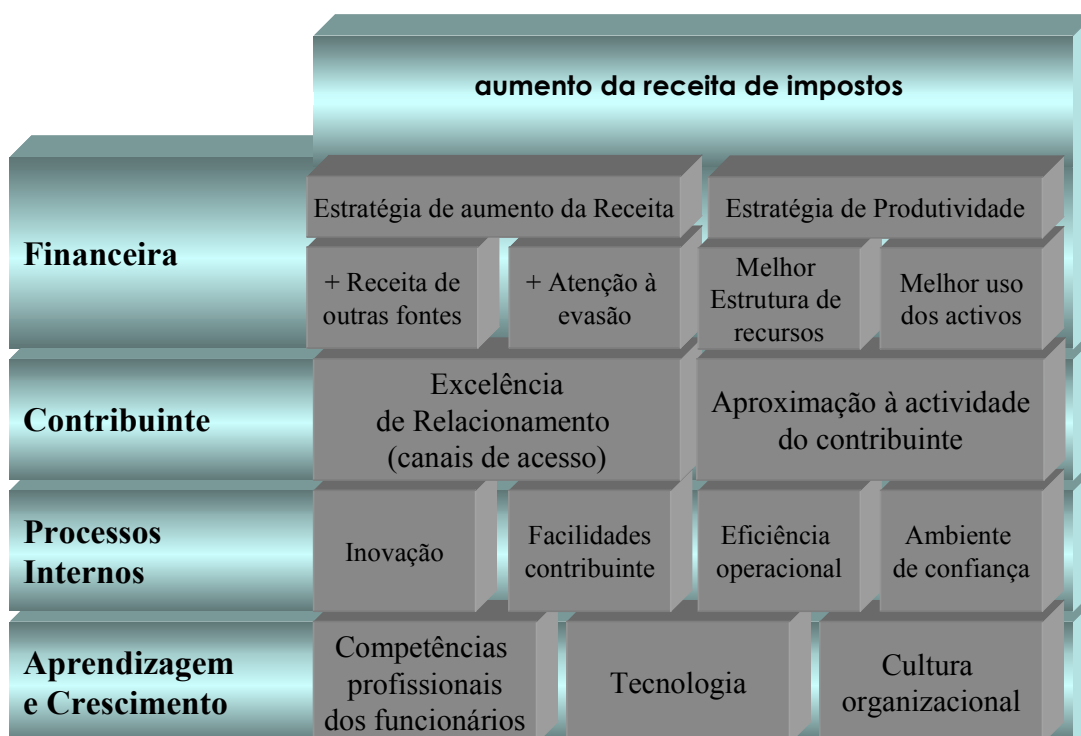 aumento da receita de impostos
Financeira
Estratégia de aumento da Receita
Estratégia de Produtividade
+ Receita de
outras fontes
+ Atenção à
evasão
Melhor
Estrutura de
recursos
Melhor uso
dos activos
Contribuinte
Excelência
de Relacionamento
(canais de acesso)
Aproximação à actividade
do contribuinte
Processos
Internos
Inovação
Facilidades
contribuinte
Eficiência
operacional
Ambiente
de confiança
Aprendizagem
e Crescimento
Competências
profissionais
dos funcionários
Tecnologia
Cultura
organizacional